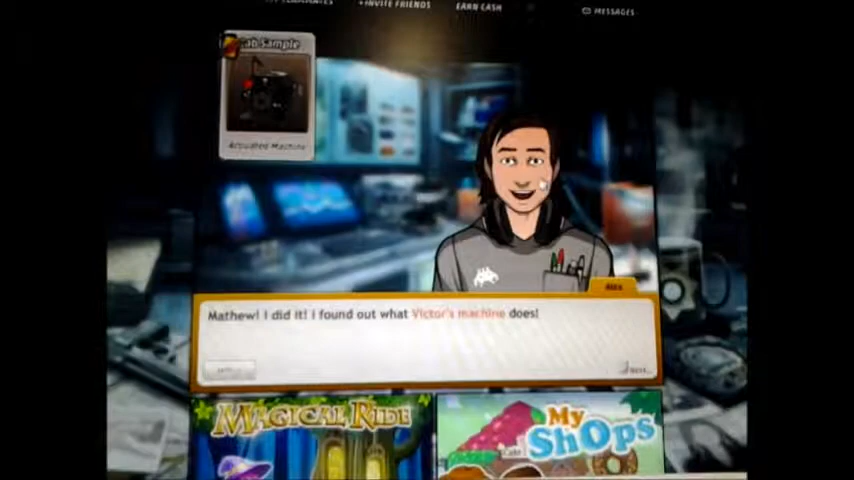 +INVITE FRIENDS
EARN CASH
MESSAGES
Lab Sample
Activated Machine
Alex
Mathew! I did it! I found out what Victor's machine does!
MAGICAL RIDE
My
Cafe
ShOps